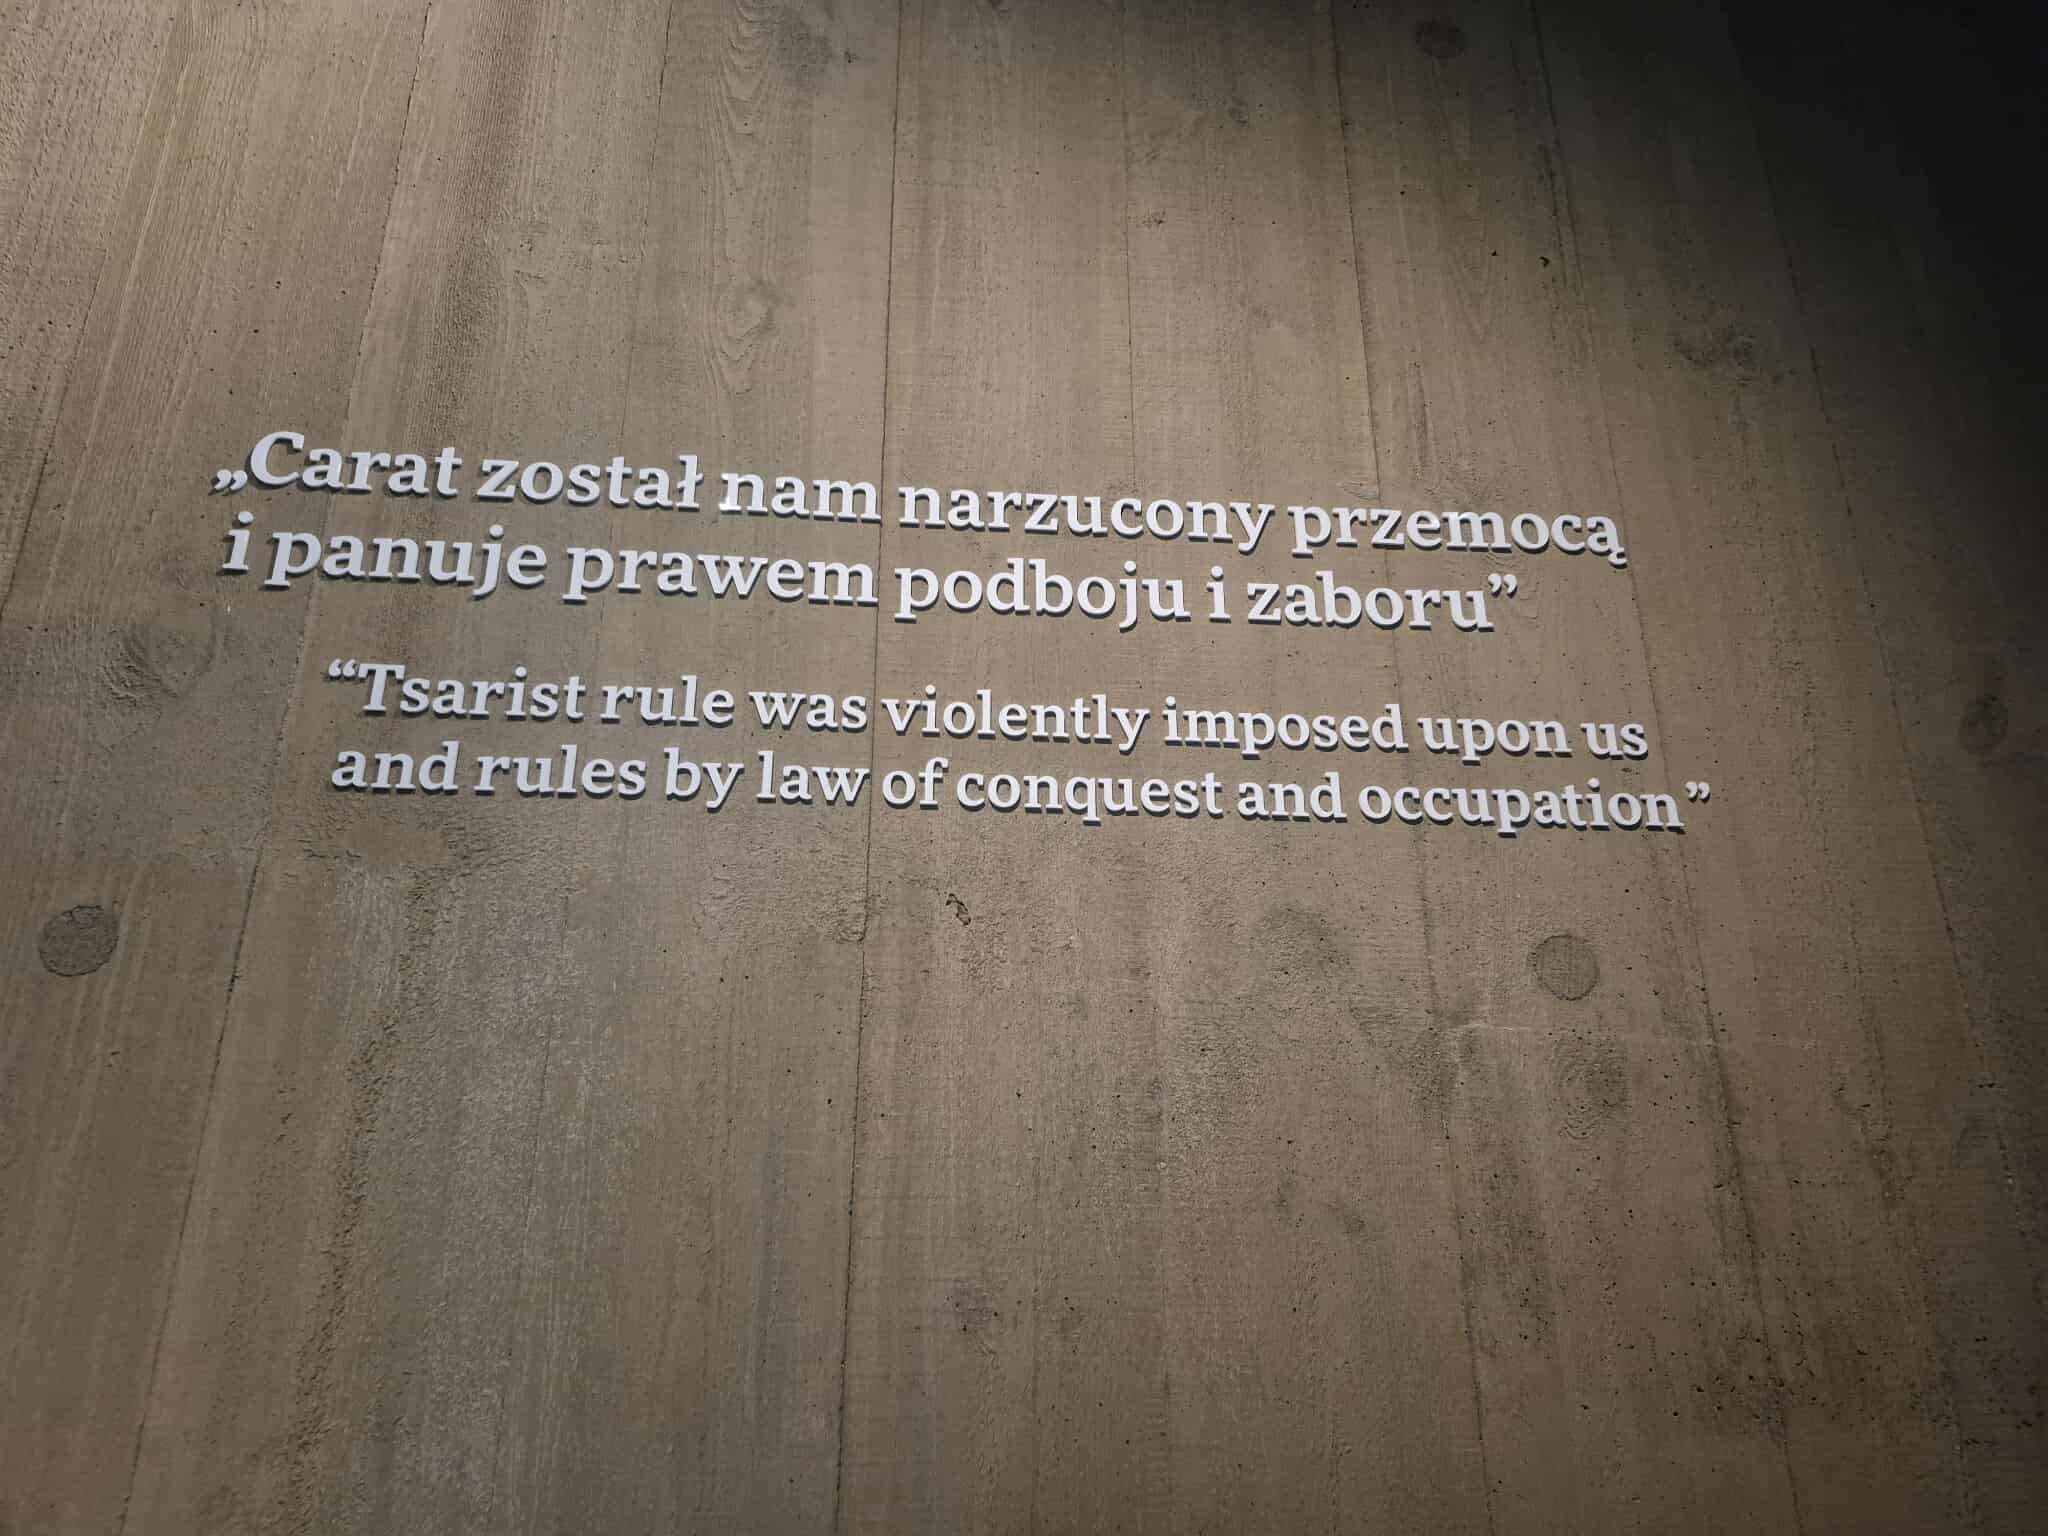 „Carat został nam narzucony przemocą
i panuje prawem podboju i zaboru”
“Tsarist rule was violently imposed upon us
and rules by law of conquest and occupation”